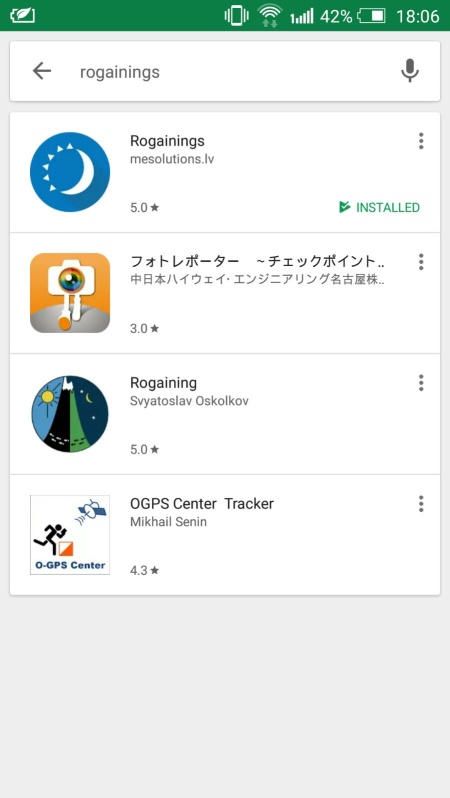 42% 18:06
rogainings
Rogainings
mesolutions.lv
5.0★
INSTALLED
フォトレポーター　～チェックポイント..
中日本ハイウェイ・エンジニアリング名古屋株..
3.0★
Rogaining
Svyatoslav Oskolkov
5.0★
OGPS Center  Tracker
Mikhail Senin
O-GPS Center
4.3★